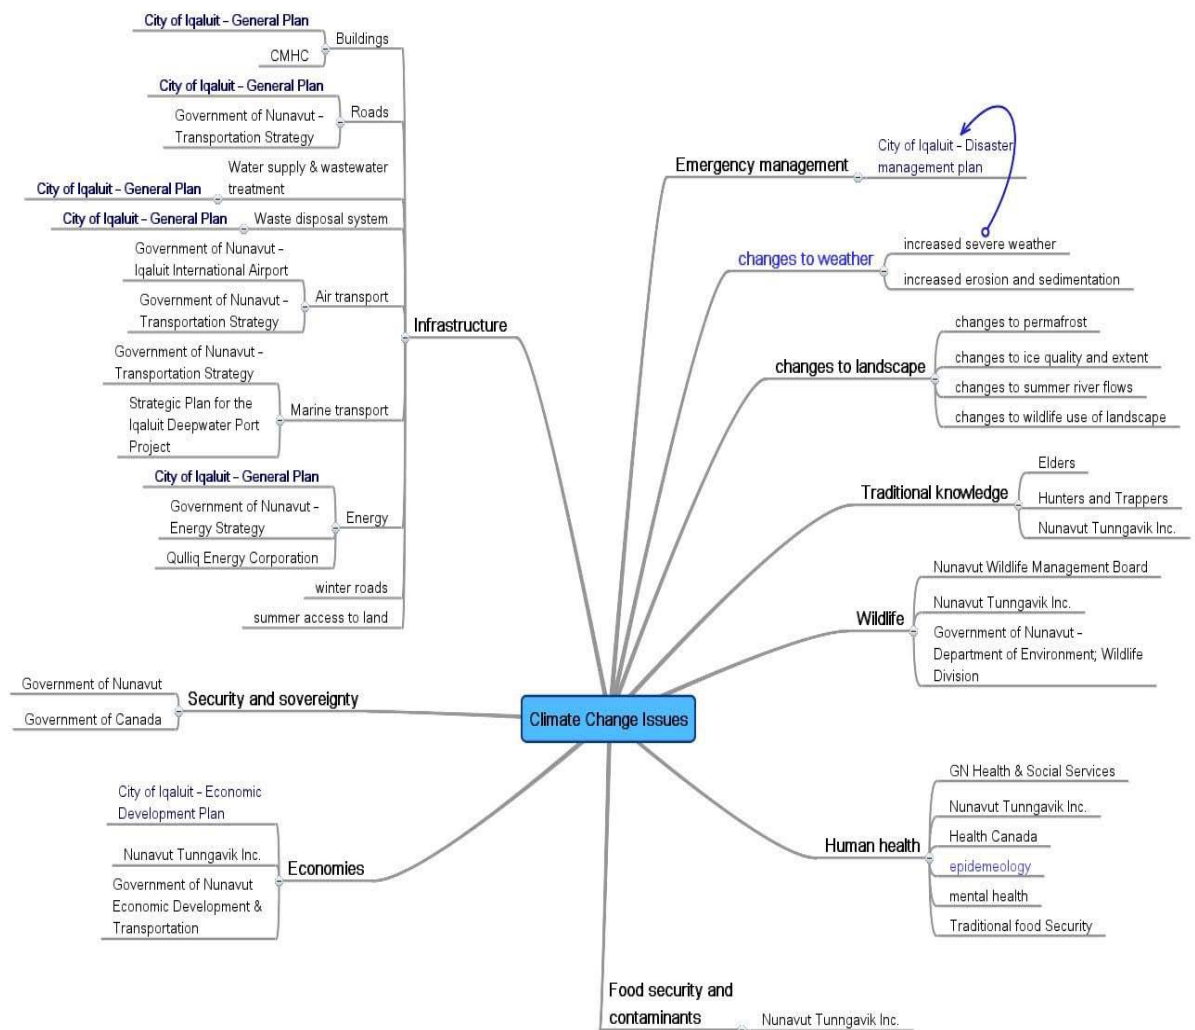 City of Iqaluit – General Plan
Buildings
CMHC
City of Iqaluit – General Plan
Roads
Government of Nunavut –
Transportation Strategy
Water supply & wastewater
treatment
City of Iqaluit – General Plan
City of Iqaluit – General Plan
Waste disposal system
Government of Nunavut –
Iqaluit International Airport
Air transport
Government of Nunavut –
Transportation Strategy
Infrastructure
Government of Nunavut –
Transportation Strategy
Marine transport
Strategic Plan for the
Iqaluit Deepwater Port
Project
City of Iqaluit – General Plan
Government of Nunavut –
Energy Strategy
Energy
Qulliq Energy Corporation
winter roads
summer access to land
Government of Nunavut
Security and sovereignty
Government of Canada
City of Iqaluit – Economic
Development Plan
Nunavut Tunngavik Inc.
Economies
Government of Nunavut
Economic Development &
Transportation
Climate Change Issues
Emergency management
City of Iqaluit – Disaster
management plan
changes to weather
increased severe weather
increased erosion and sedimentation
changes to landscape
changes to permafrost
changes to ice quality and extent
changes to summer river flows
changes to wildlife use of landscape
Traditional knowledge
Elders
Hunters and Trappers
Nunavut Tunngavik Inc.
Wildlife
Nunavut Wildlife Management Board
Nunavut Tunngavik Inc.
Government of Nunavut –
Department of Environment; Wildlife
Division
Human health
GN Health & Social Services
Nunavut Tunngavik Inc.
Health Canada
epidemeology
mental health
Traditional food Security
Food security and
contaminants
Nunavut Tunngavik Inc.